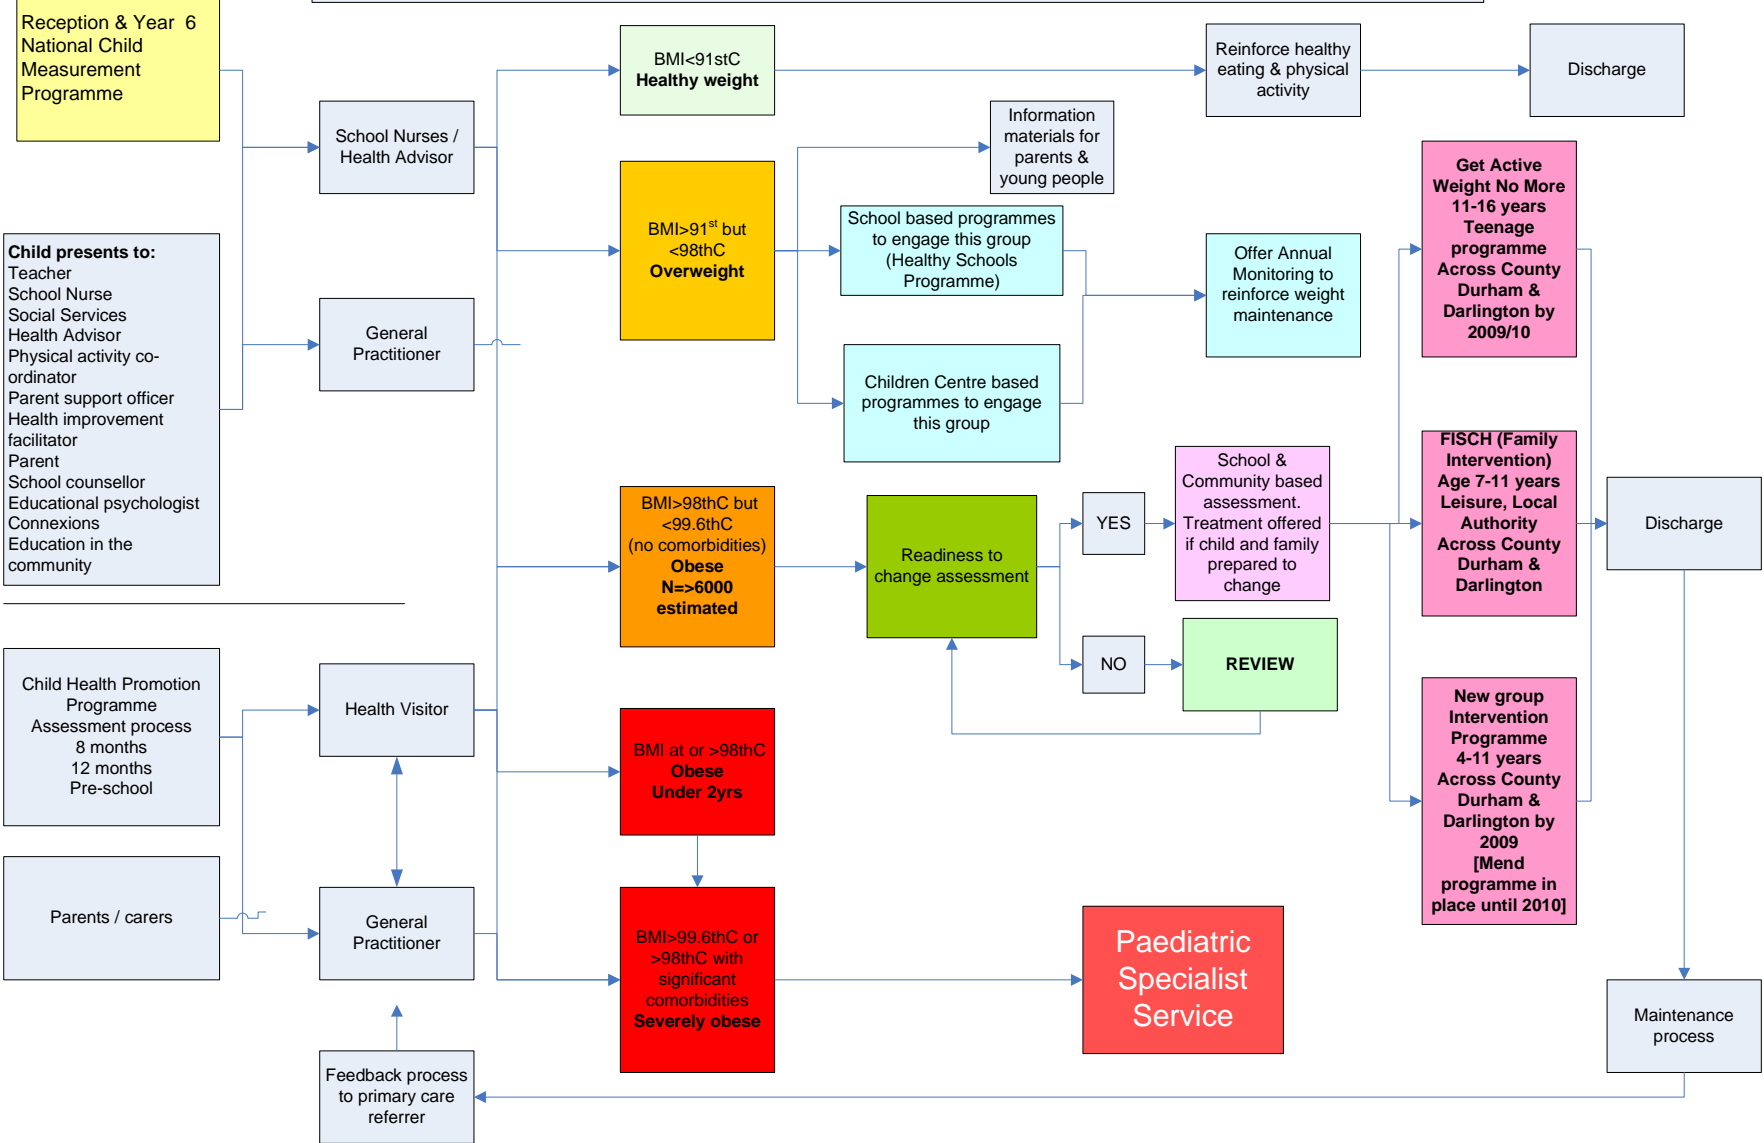 Reception & Year 6
National Child
Measurement
Programme
School Nurses /
Health Advisor
BMI<91stC
Healthy weight
Reinforce healthy
eating & physical
activity
Discharge
Information
materials for
parents &
young people
Child presents to:
Teacher
School Nurse
Social Services
Health Advisor
Physical activity co-
ordinator
Parent support officer
Health improvement
facilitator
Parent
School counsellor
Educational psychologist
Connexions
Education in the
community
General
Practitioner
BMI>91st but
<98thC
Overweight
School based programmes
to engage this group
(Healthy Schools
Programme)
Children Centre based
programmes to engage
this group
Offer Annual
Monitoring to
reinforce weight
maintenance
Get Active
Weight No More
11-16 years
Teenage
programme
Across County
Durham &
Darlington by
2009/10
BMI>98thC but
<99.6thC
(no comorbidities)
Obese
N=>6000
estimated
Readiness to
change assessment
YES
NO
School &
Community based
assessment.
Treatment offered
if child and family
prepared to
change
REVIEW
FISCH (Family
Intervention)
Age 7-11 years
Leisure, Local
Authority
Across County
Durham &
Darlington
Discharge
Child Health Promotion
Programme
Assessment process
8 months
12 months
Pre-school
Health Visitor
BMI at or >98thC
Obese
Under 2yrs
New group
Intervention
Programme
4-11 years
Across County
Durham &
Darlington by
2009
[Mend
programme in
place until 2010]
Parents / carers
General
Practitioner
BMI>99.6thC or
>98thC with
significant
comorbidities
Severely obese
Paediatric
Specialist
Service
Maintenance
process
Feedback process
to primary care
referrer